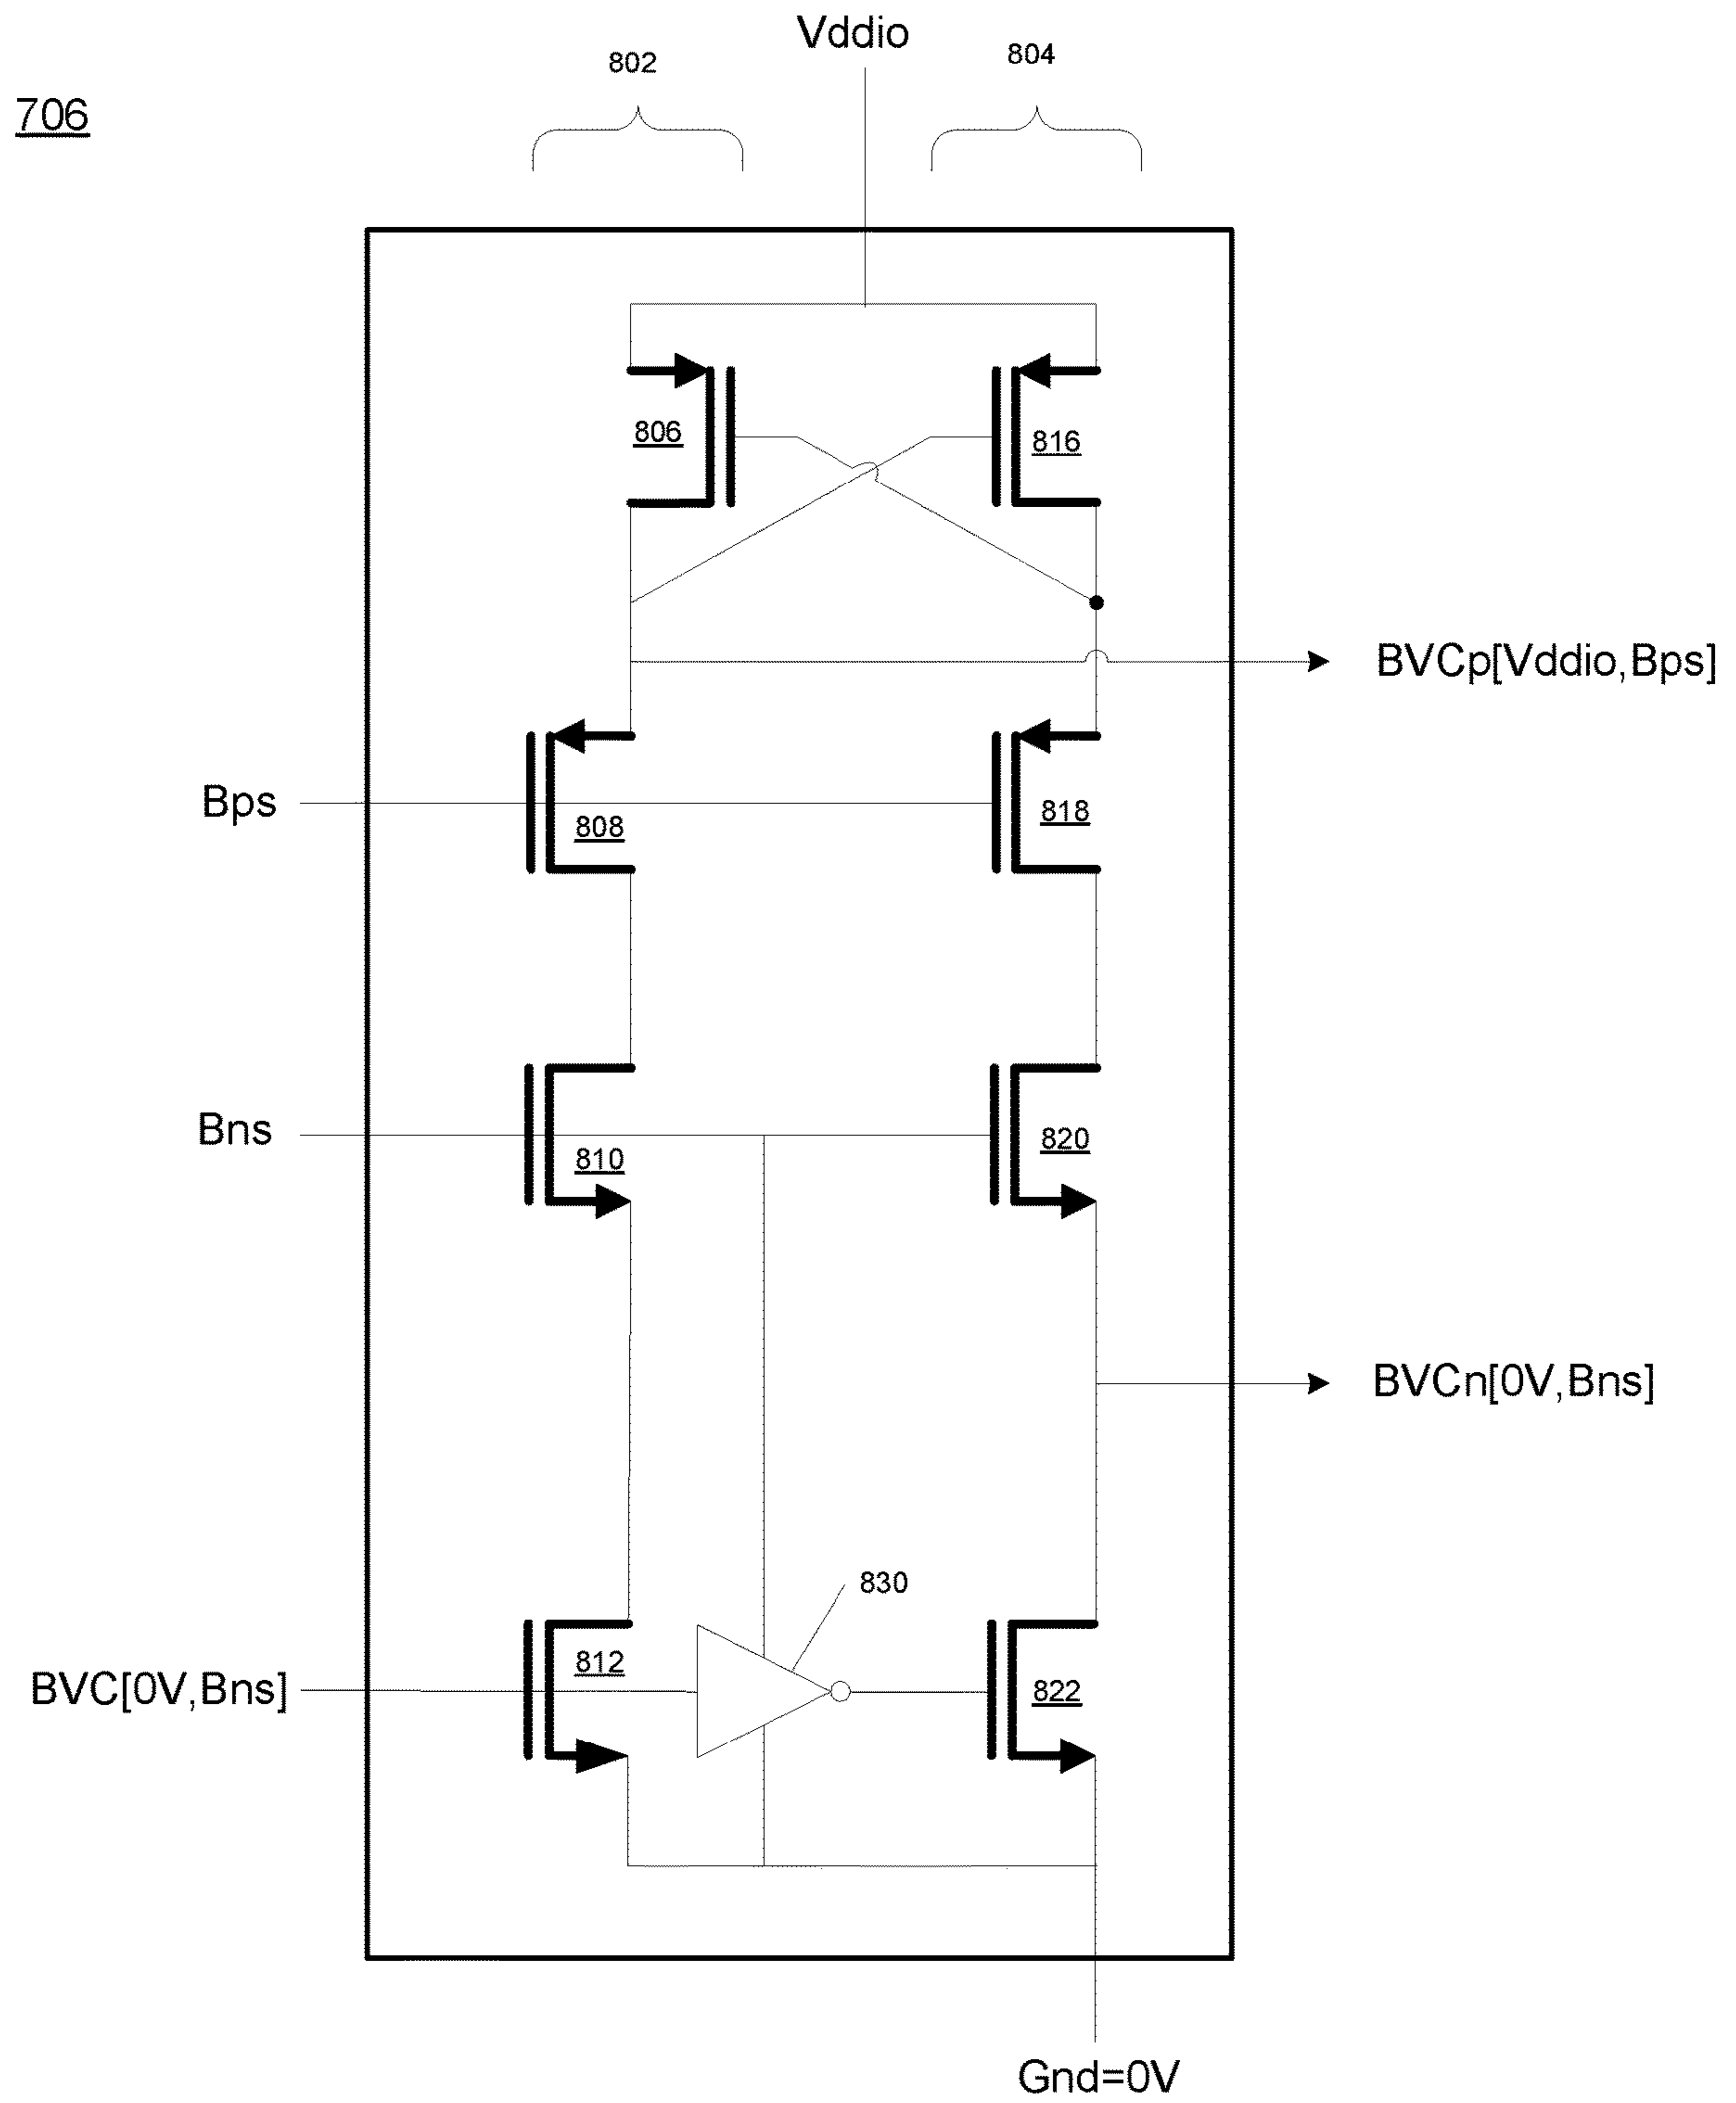 Vddio
802
804
706
806
816
BVCp[Vddio,Bps]
Bps
808
818
Bns
810
820
BVCn[0V,Bns]
830
BVC[0V,Bns]
812
822
Gnd=0V